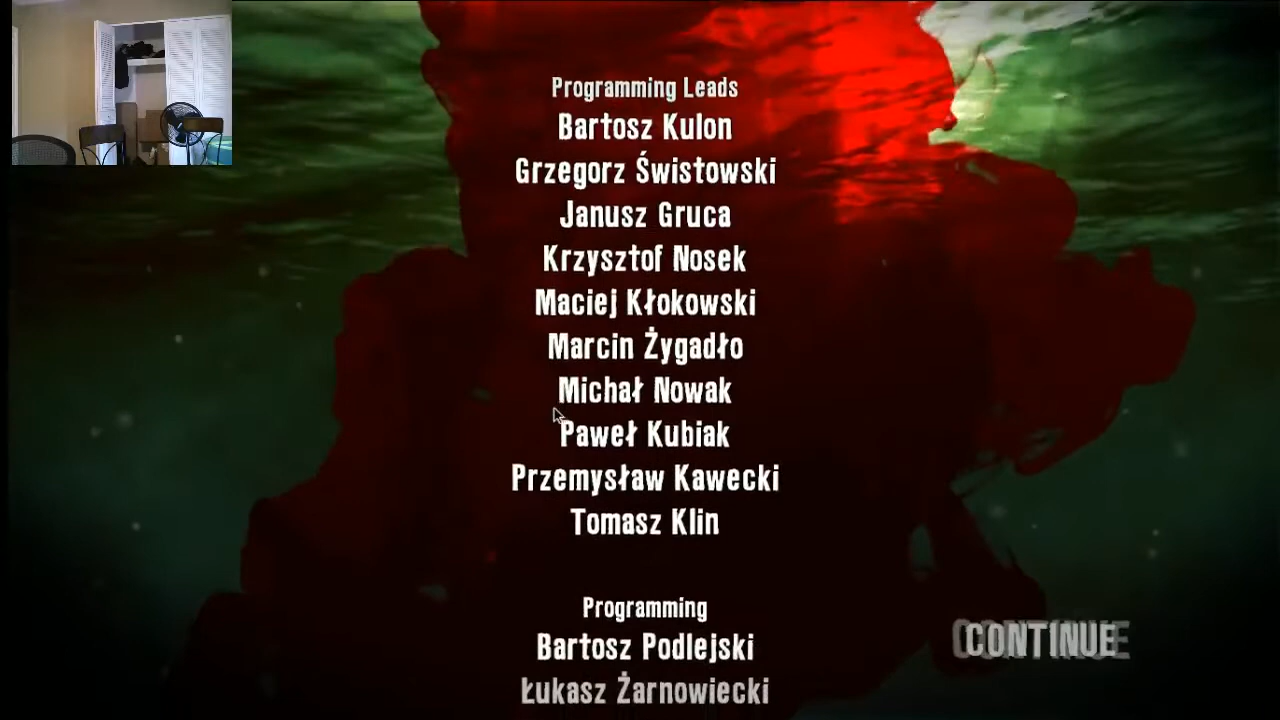 Programming Leads
Bartosz Kulon
Grzegorz Świstowski
Janusz Gruca
Krzysztof Nosek
Maciej Kłokowski
Marcin Żygadło
Michał Nowak
Paweł Kubiak
Przemysław Kawecki
Tomasz Klin
Programming
Bartosz Podlejski
CONTINUE
Łukasz Żarnowiecki